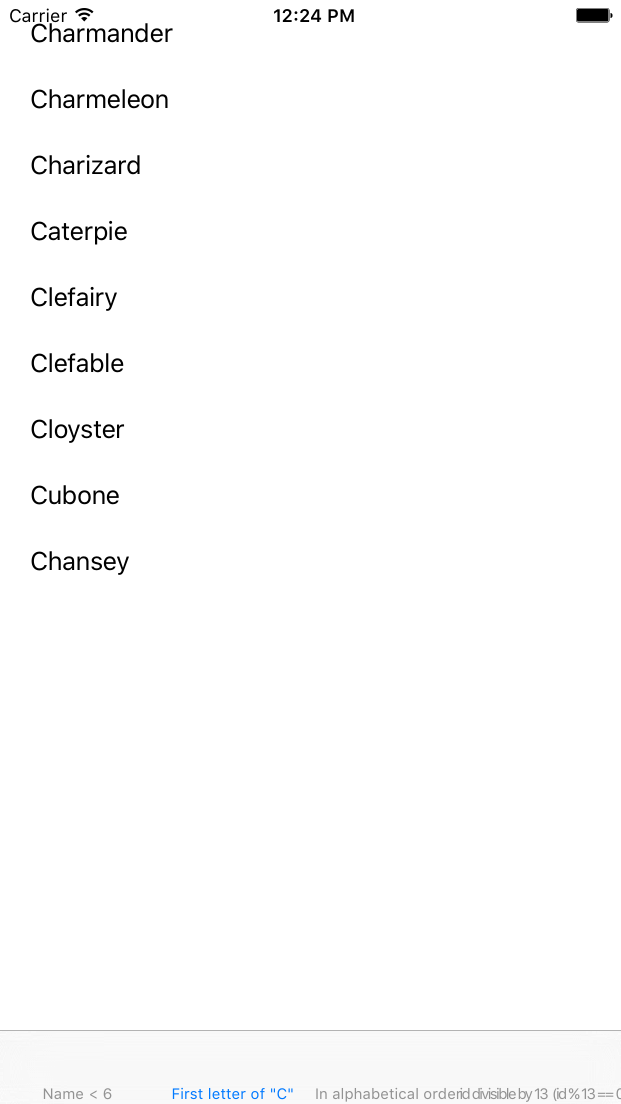 Carrier 12:24 PM
Charmander
Charmeleon
Charizard
Caterpie
Clefairy
Clefable
Cloyster
Cubone
Chansey
Name < 6 First letter of "C" In alphabetical order id divisible by 13 (id % 13 == 0